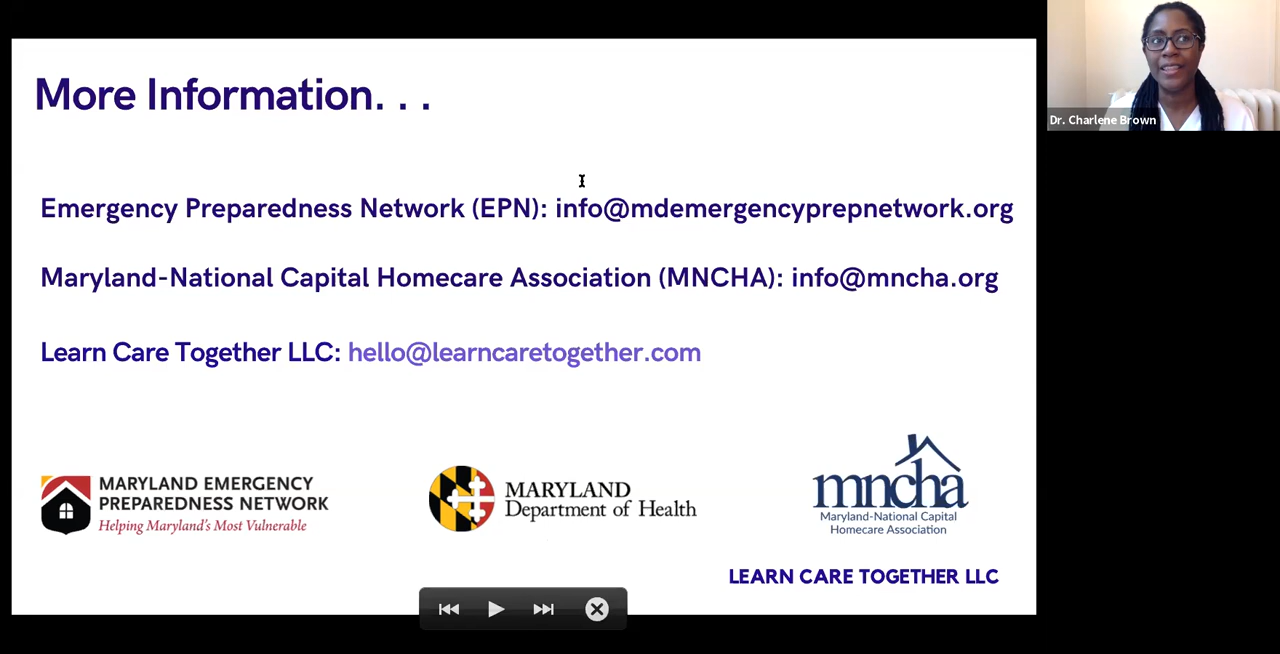 More Information. . .
Dr. Charlene Brown
Emergency Preparedness Network (EPN): info@mdemergencyprepnetwork.org
Maryland-National Capital Homecare Association (MNCHA): info@mncha.org
Learn Care Together LLC: hello@learncaretogether.com
MARYLAND EMERGENCY
PREPAREDNESS NETWORK
Helping Maryland's Most Vulnerable
MARYLAND
Department of Health
mncha
Maryland-National Capital
Homecare Association
LEARN CARE TOGETHER LLC